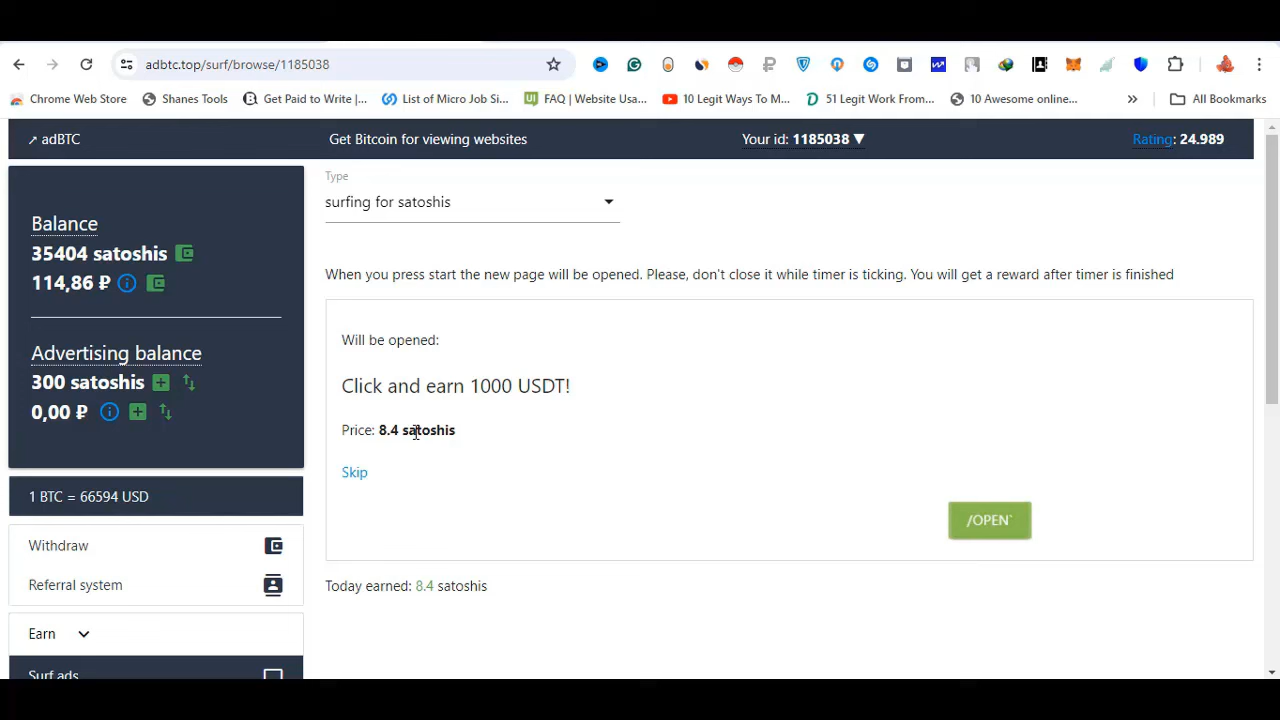 adbtc.top/surf/browse/1185038
Chrome Web Store
Shanes Tools
Get Paid to Write |...
List of Micro Job Si...
FAQ | Website Usa...
10 Legit Ways To M...
51 Legit Work From...
10 Awesome online...
»
All Bookmarks
↗ adBTC
Get Bitcoin for viewing websites
Your id: 1185038 ▼
Rating: 24.989
Balance
35404 satoshis
114,86 ₽
Advertising balance
300 satoshis
0,00 ₽
1 BTC = 66594 USD
Withdraw
Referral system
Earn
Surf ads
Type
surfing for satoshis
When you press start the new page will be opened. Please, don't close it while timer is ticking. You will get a reward after timer is finished
Will be opened:
Click and earn 1000 USDT!
Price: 8.4 satoshis
Skip
/OPEN`
Today earned: 8.4 satoshis